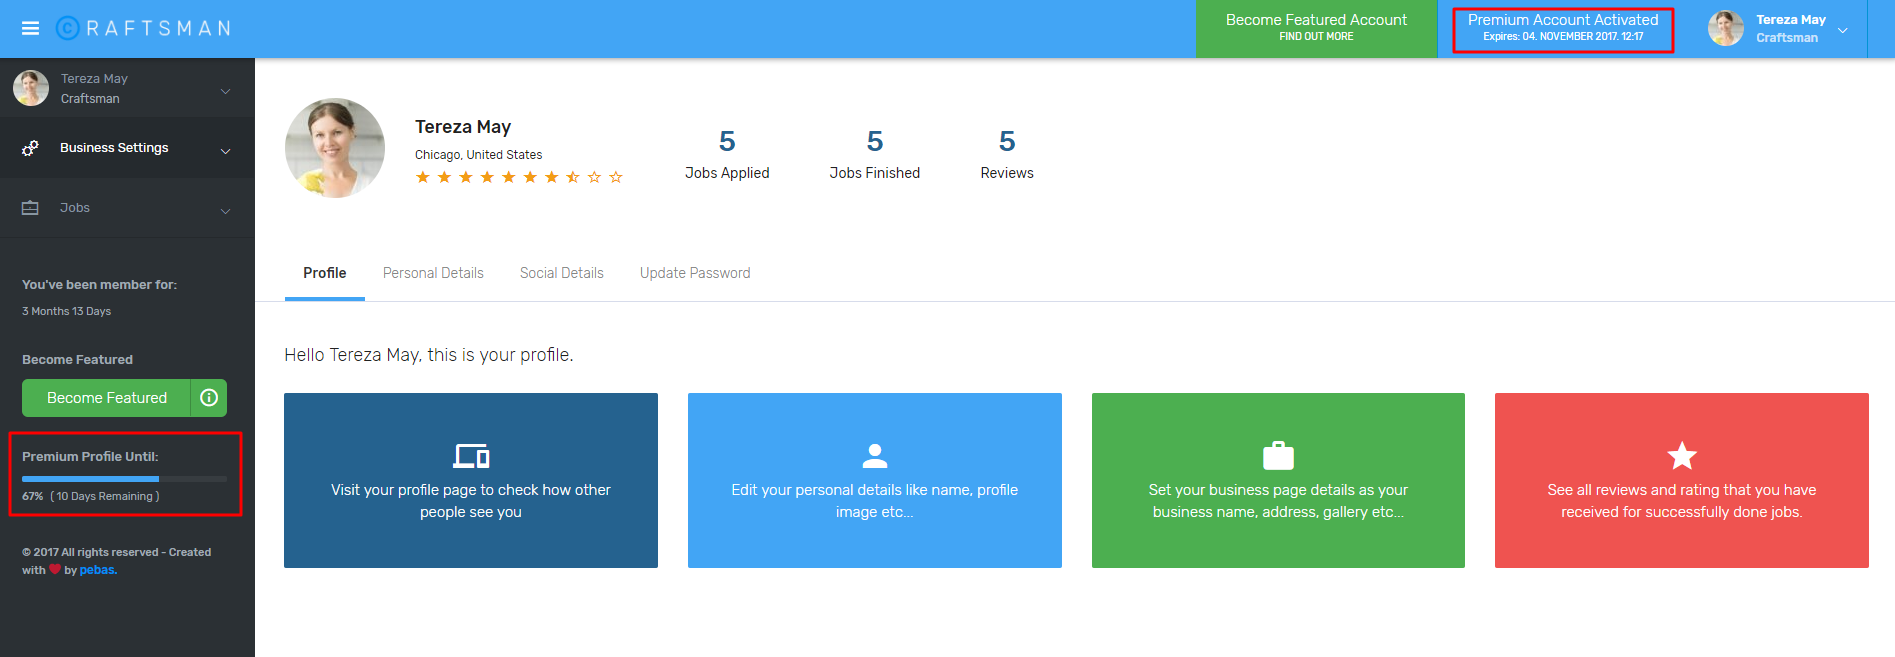 ©RAFTSMAN
Become Featured Account
FIND OUT MORE
Premium Account Activated
Expires: 04. NOVEMBER 2017. 12:17
Tereza May
Craftsman
Tereza May
Craftsman
Business Settings
Jobs
You've been member for:
3 Months 13 Days
Become Featured
Become Featured
Premium Profile Until:
67% ( 10 Days Remaining )
© 2017 All rights reserved - Created
with ❤ by pebas.
Tereza May
Chicago, United States
5
Jobs Applied
5
Jobs Finished
5
Reviews
Profile Personal Details Social Details Update Password
Hello Tereza May, this is your profile.
Visit your profile page to check how other
people see you
Edit your personal details like name, profile
image etc...
Set your business page details as your
business name, address, gallery etc...
See all reviews and rating that you have
received for successfully done jobs.